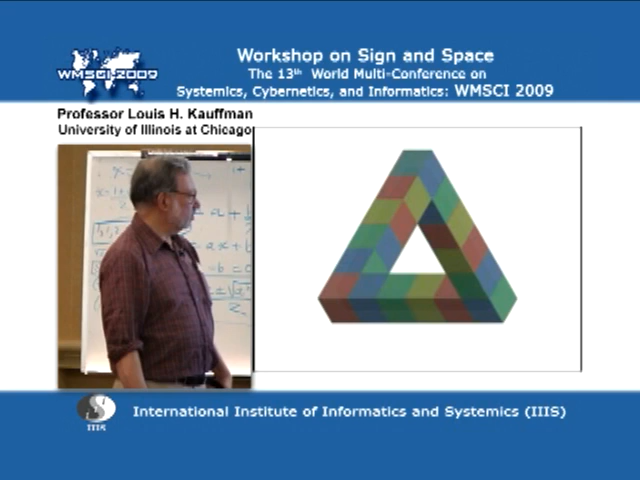 WMSCI 2009
Workshop on Sign and Space
The 13th World Multi-Conference on
Systemics, Cybernetics, and Informatics: WMSCI 2009
Professor Louis H. Kauffman
University of Illinois at Chicago
IIIS
International Institute of Informatics and Systemics (IIIS)